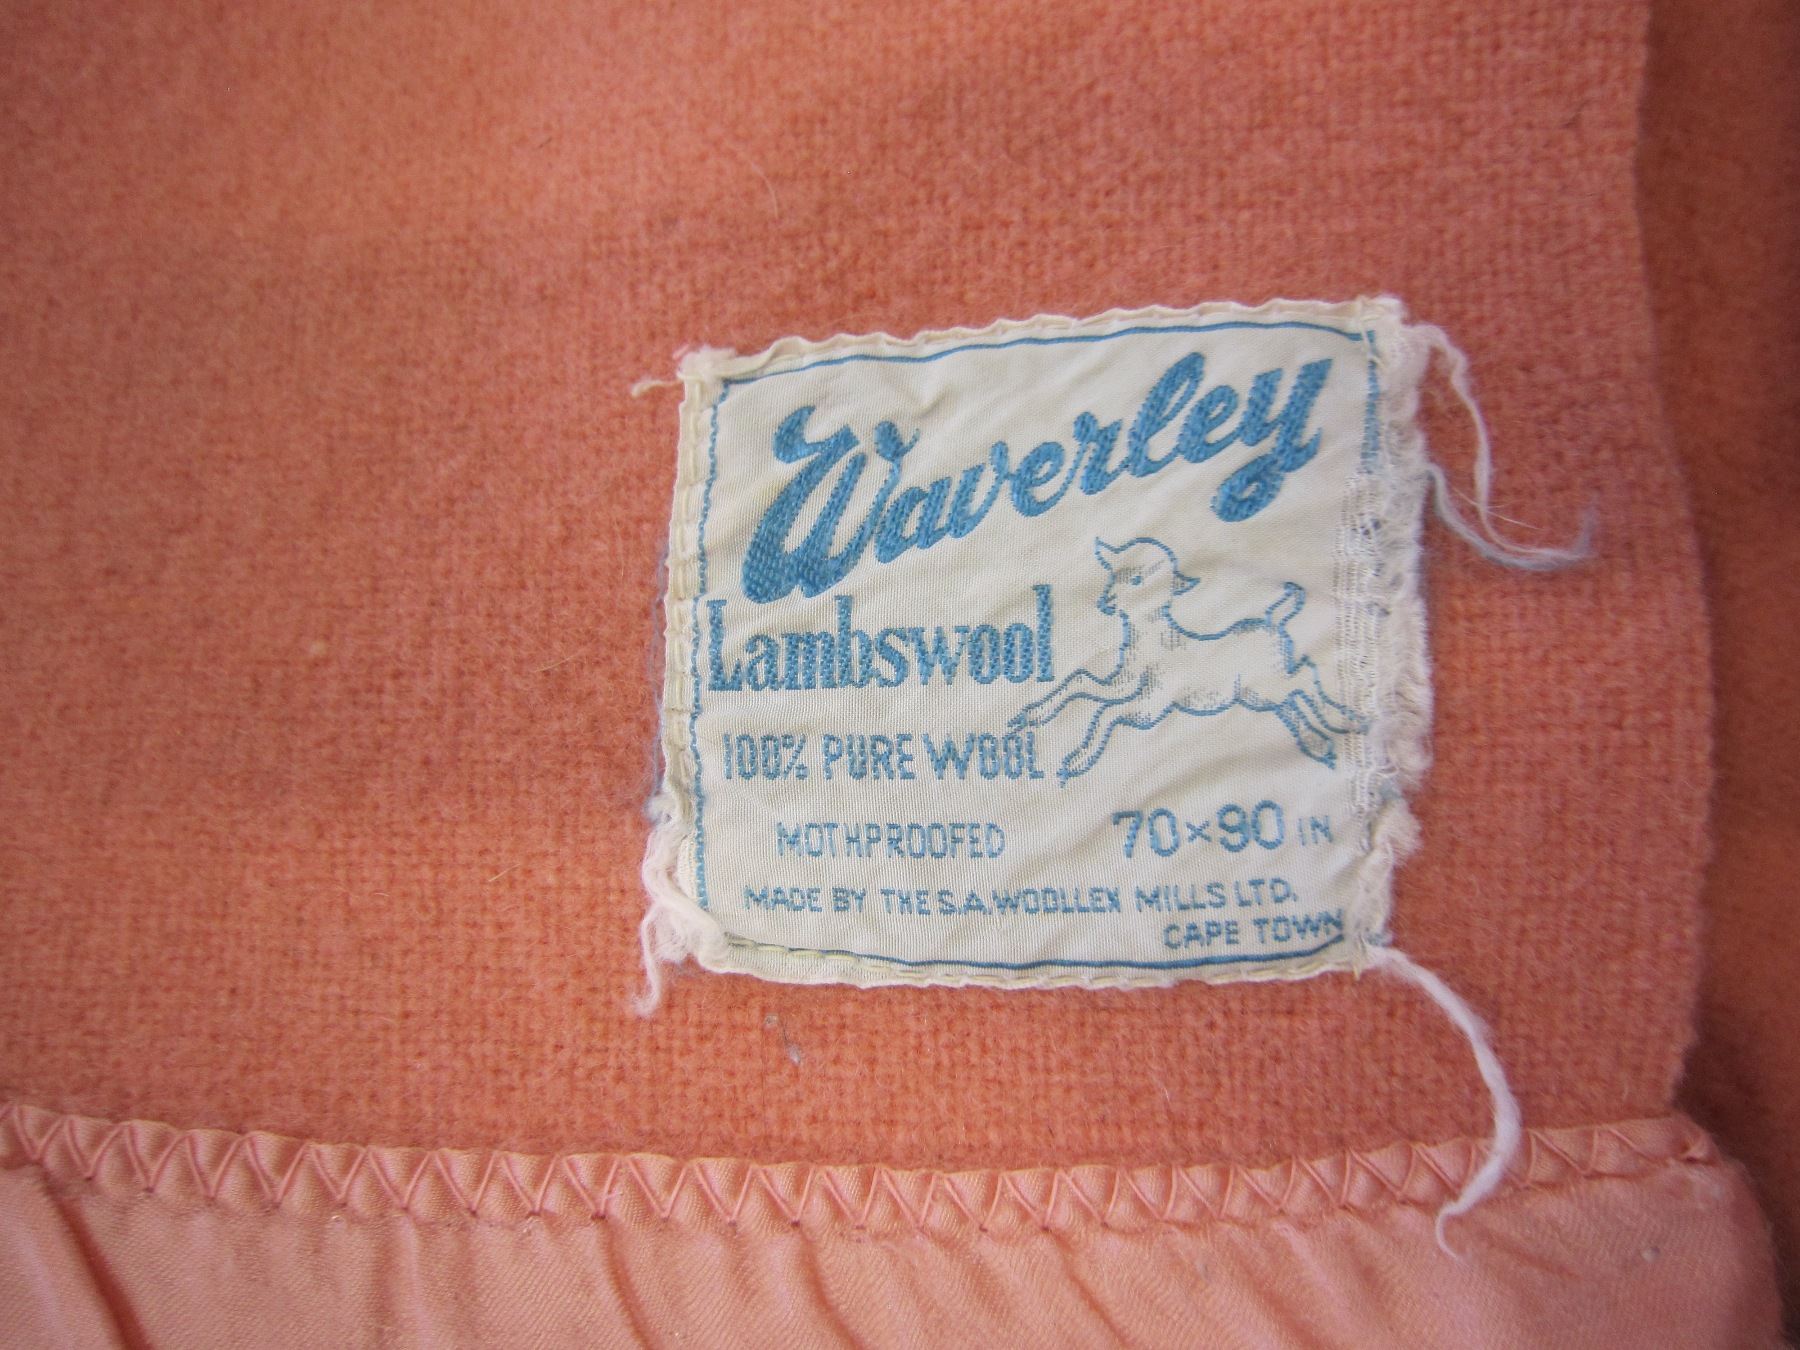 Waverley
Lambswool
100% PURE WOOL
MOTHPROOFED 70×90 IN
MADE BY THE S.A. WOOLLEN MILLS LTD.
CAPE TOWN